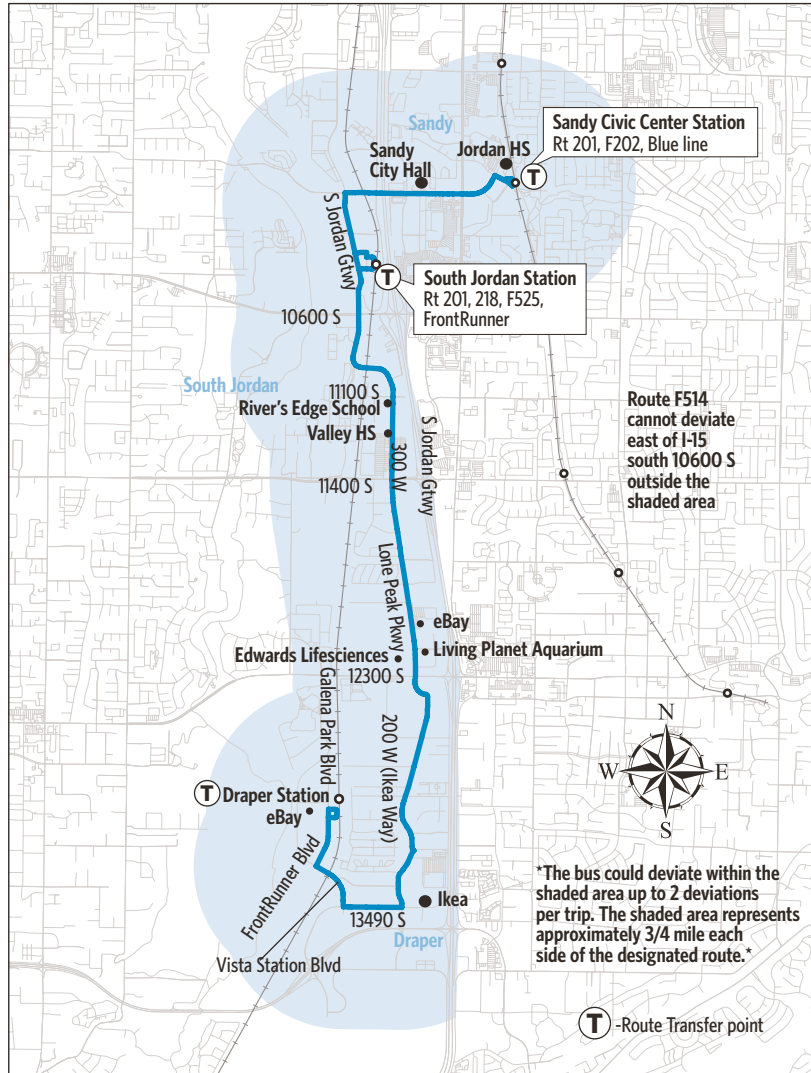 Sandy
Sandy Civic Center Station
Rt 201, F202, Blue line
Jordan HS
Sandy
City Hall
T
S Jordan Gtwy
T
South Jordan Station
Rt 201, 218, F525,
FrontRunner
10600 S
South Jordan
11100 S
River's Edge School
Valley HS
300 W
S Jordan Gtwy
Route F514
cannot deviate
east of I-15
south 10600 S
outside the
shaded area
11400 S
Lone Peak Pkwy
eBay
Living Planet Aquarium
Edwards Lifesciences
12300 S
Galena Park Blvd
200 W (Ikea Way)
N
W
E
S
T
Draper Station
eBay
FrontRunner Blvd
Ikea
13490 S
Draper
Vista Station Blvd
*The bus could deviate within the
shaded area up to 2 deviations
per trip. The shaded area represents
approximately 3/4 mile each
side of the designated route.*
T -Route Transfer point